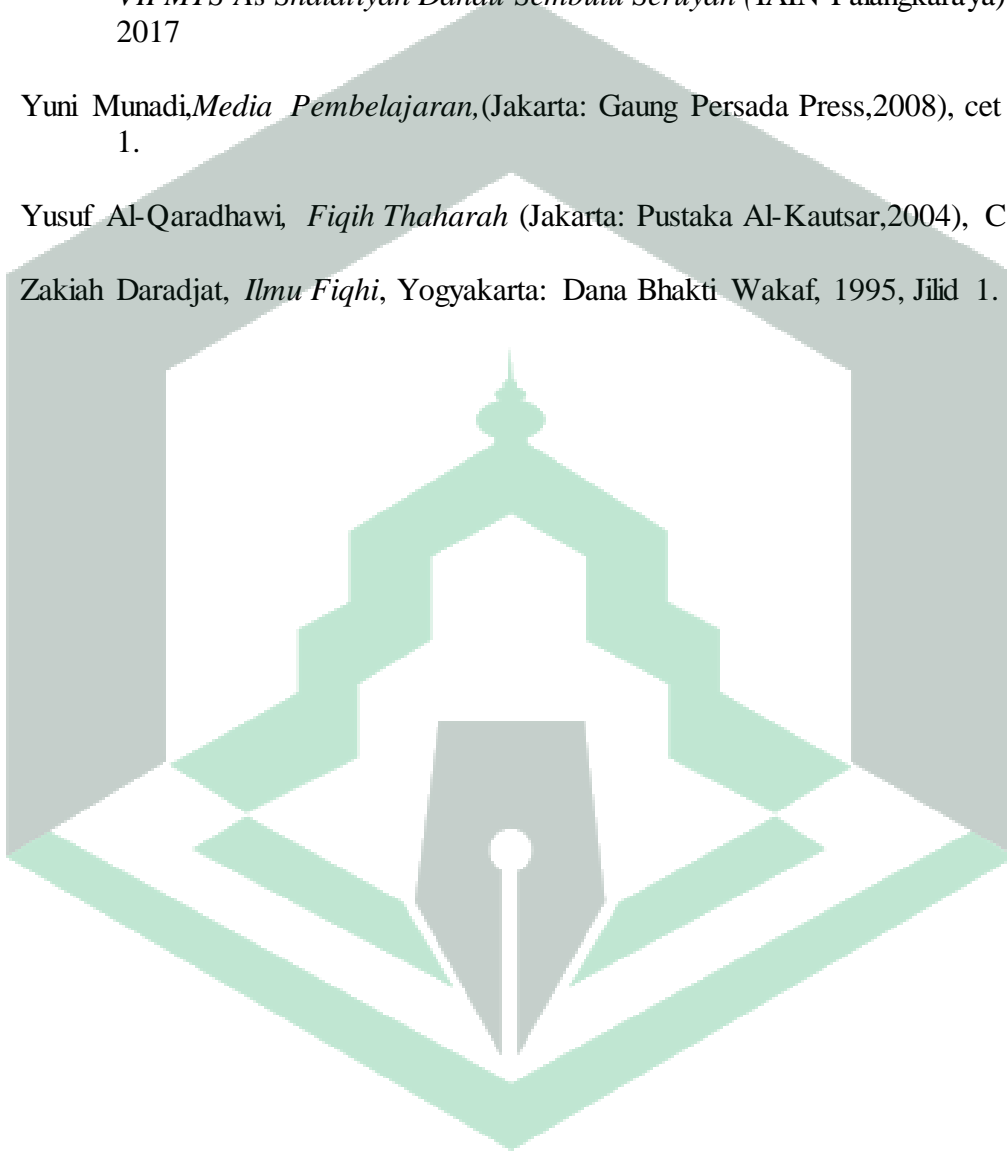 VII MTS As Shalatiyah Danau Sembulu Seruyan (IAIN Palangkaraya)
2017
Yuni Munadi,Media Pembelajaran,(Jakarta: Gaung Persada Press,2008), cet
1.
Yusuf Al-Qaradhawi, Fiqih Thaharah (Jakarta: Pustaka Al-Kautsar,2004), C
Zakiah Daradjat, Ilmu Fiqhi, Yogyakarta: Dana Bhakti Wakaf, 1995, Jilid 1.